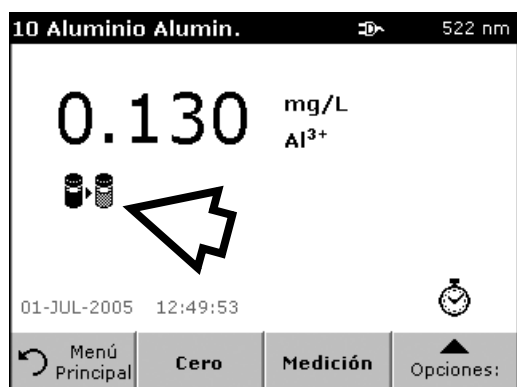 10 Aluminio Alumin. 522 nm
0.130 mg/L
Al³⁺
01-JUL-2005 12:49:53
Menú Principal
Cero
Medición
Opciones: